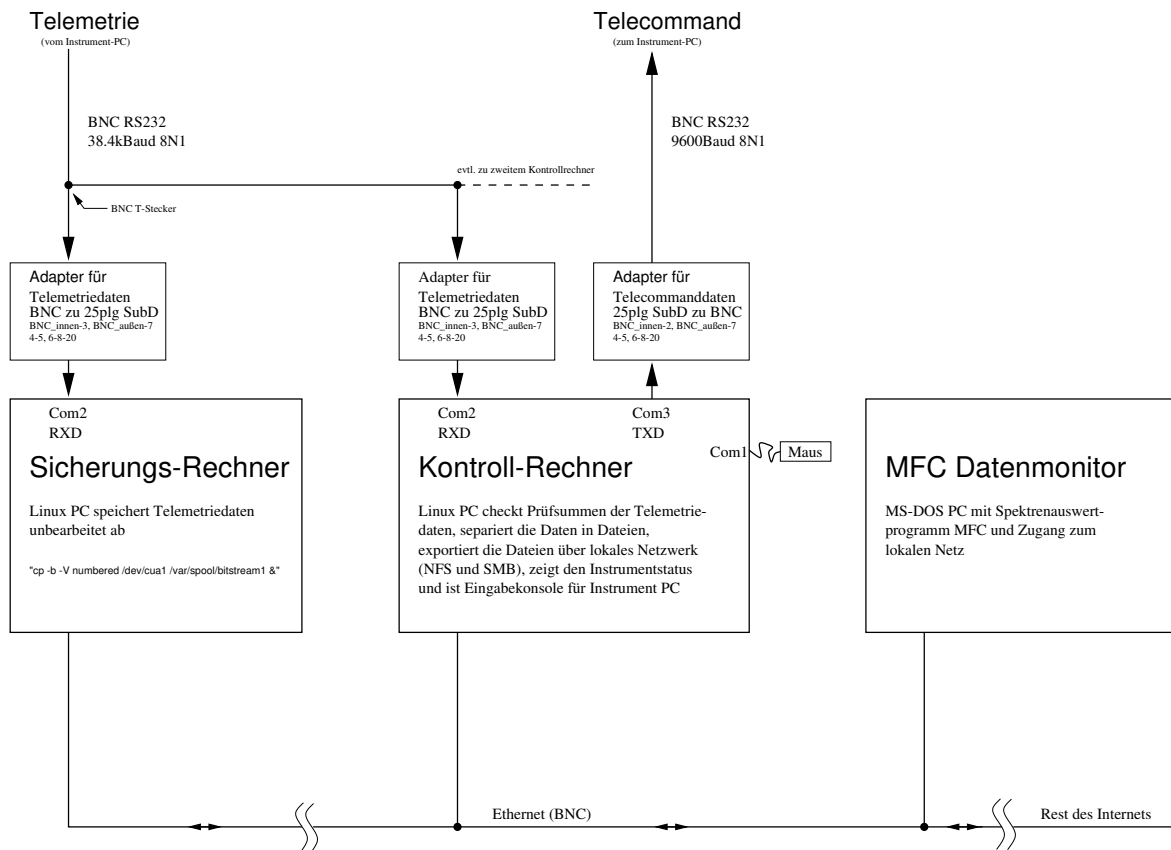 Telemetrie
(vom Instrument-PC)
Telecommand
(zum Instrument-PC)
BNC RS232
38.4kBaud 8N1
BNC RS232
9600Baud 8N1
evtl. zu zweitem Kontrollrechner
BNC T-Stecker
Adapter für
Telemetriedaten
BNC zu 25plg SubD
BNC_innen-3, BNC_außen-7
4-5, 6-8-20
Adapter für
Telemetriedaten
BNC zu 25plg SubD
BNC_innen-3, BNC_außen-7
4-5, 6-8-20
Adapter für
Telecommanddaten
25plg SubD zu BNC
BNC_innen-2, BNC_außen-7
4-5, 6-8-20
Com2
RXD
Sicherungs-Rechner
Linux PC speichert Telemetriedaten
unbearbeitet ab
"cp -b -V numbered /dev/cua1 /var/spool/bitstream1 &"
Com2
RXD
Com3
TXD
Com1
Maus
Kontroll-Rechner
Linux PC checkt Prüfsummen der Telemetrie-
daten, separiert die Daten in Dateien,
exportiert die Dateien über lokales Netzwerk
(NFS und SMB), zeigt den Instrumentstatus
und ist Eingabekonsole für Instrument PC
MFC Datenmonitor
MS-DOS PC mit Spektrenauswert-
programm MFC und Zugang zum
lokalen Netz
Ethernet (BNC)
Rest des Internets